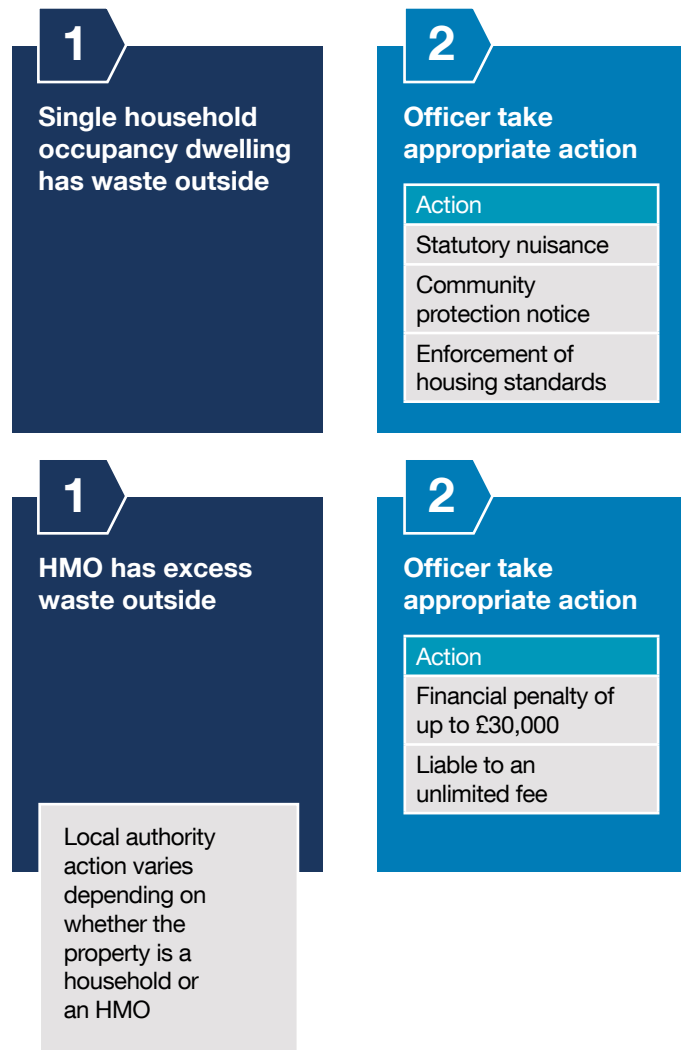 1
Single household
occupancy dwelling
has waste outside
2
Officer take
appropriate action
Action
Statutory nuisance
Community
protection notice
Enforcement of
housing standards
1
HMO has excess
waste outside
Local authority
action varies
depending on
whether the
property is a
household or
an HMO
2
Officer take
appropriate action
Action
Financial penalty of
up to £30,000
Liable to an
unlimited fee